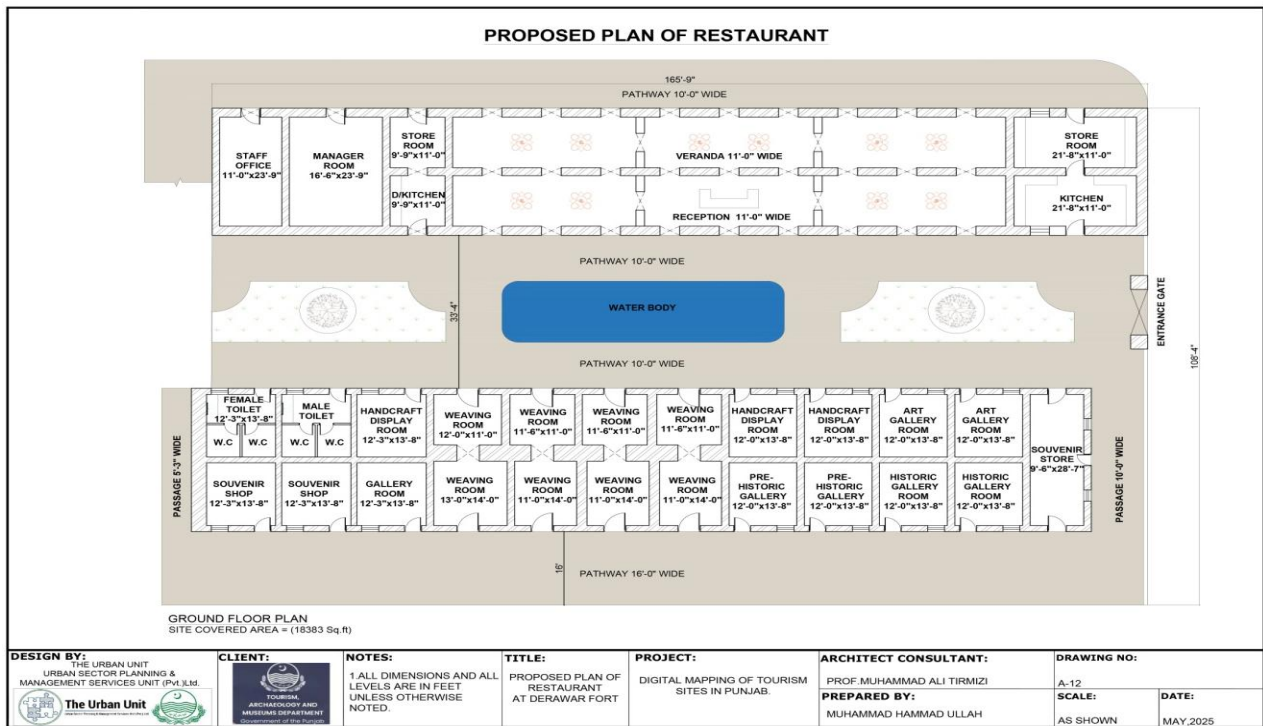 PROPOSED PLAN OF RESTAURANT
165'-9"
PATHWAY 10'-0" WIDE
STAFF
OFFICE
11'-0"x23'-9"
MANAGER
ROOM
16'-6"x23'-9"
STORE
ROOM
9'-9"x11'-0"
D/KITCHEN
9'-9"x11'-0"
VERANDA 11'-0" WIDE
RECEPTION 11'-0" WIDE
STORE
ROOM
21'-8"x11'-0"
KITCHEN
21'-8"x11'-0"
PATHWAY 10'-0" WIDE
WATER BODY
33'-4"
ENTRANCE GATE
108'-4"
PATHWAY 10'-0" WIDE
FEMALE
TOILET
12'-3"x13'-8"
W.C
W.C
MALE
TOILET
W.C
W.C
HANDCRAFT
DISPLAY
ROOM
12'-3"x13'-8"
WEAVING
ROOM
12'-0"x11'-0"
WEAVING
ROOM
11'-6"x11'-0"
WEAVING
ROOM
11'-6"x11'-0"
WEAVING
ROOM
11'-6"x11'-0"
HANDCRAFT
DISPLAY
ROOM
12'-0"x13'-8"
HANDCRAFT
DISPLAY
ROOM
12'-0"x13'-8"
ART
GALLERY
ROOM
12'-0"x13'-8"
ART
GALLERY
ROOM
12'-0"x13'-8"
SOUVENIR
STORE
9'-6"x28'-7"
PASSAGE 5'-3" WIDE
PASSAGE 10'-0" WIDE
SOUVENIR
SHOP
12'-3"x13'-8"
SOUVENIR
SHOP
12'-3"x13'-8"
GALLERY
ROOM
12'-3"x13'-8"
WEAVING
ROOM
13'-0"x14'-0"
WEAVING
ROOM
11'-0"x14'-0"
WEAVING
ROOM
11'-0"x14'-0"
WEAVING
ROOM
11'-0"x14'-0"
PRE-
HISTORIC
GALLERY
12'-0"x13'-8"
PRE-
HISTORIC
GALLERY
12'-0"x13'-8"
HISTORIC
GALLERY
ROOM
12'-0"x13'-8"
HISTORIC
GALLERY
ROOM
12'-0"x13'-8"
16'
PATHWAY 16'-0" WIDE
GROUND FLOOR PLAN
SITE COVERED AREA = (18383 Sq.ft)
DESIGN BY:
THE URBAN UNIT
URBAN SECTOR PLANNING &
MANAGEMENT SERVICES UNIT (Pvt.)Ltd.
The Urban Unit
CLIENT:
TOURISM,
ARCHAEOLOGY AND
MUSEUMS DEPARTMENT
Government of the Punjab
NOTES:
1.ALL DIMENSIONS AND ALL
LEVELS ARE IN FEET
UNLESS OTHERWISE
NOTED.
TITLE:
PROPOSED PLAN OF
RESTAURANT
AT DERAWAR FORT
PROJECT:
DIGITAL MAPPING OF TOURISM
SITES IN PUNJAB.
ARCHITECT CONSULTANT:
PROF.MUHAMMAD ALI TIRMIZI
PREPARED BY:
MUHAMMAD HAMMAD ULLAH
DRAWING NO:
A-12
SCALE:
AS SHOWN
DATE:
MAY,2025